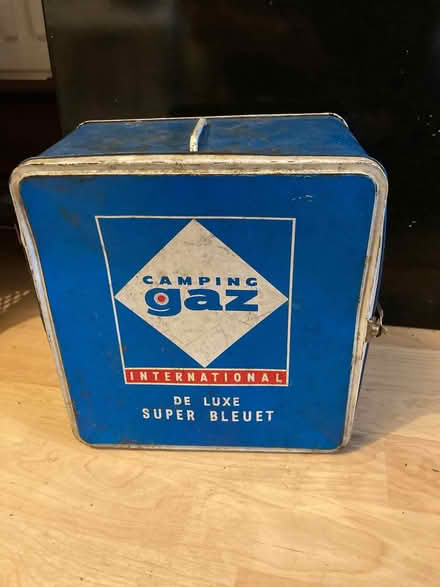 CAMPING
gaz
INTERNATIONAL
DE LUXE
SUPER BLEUET